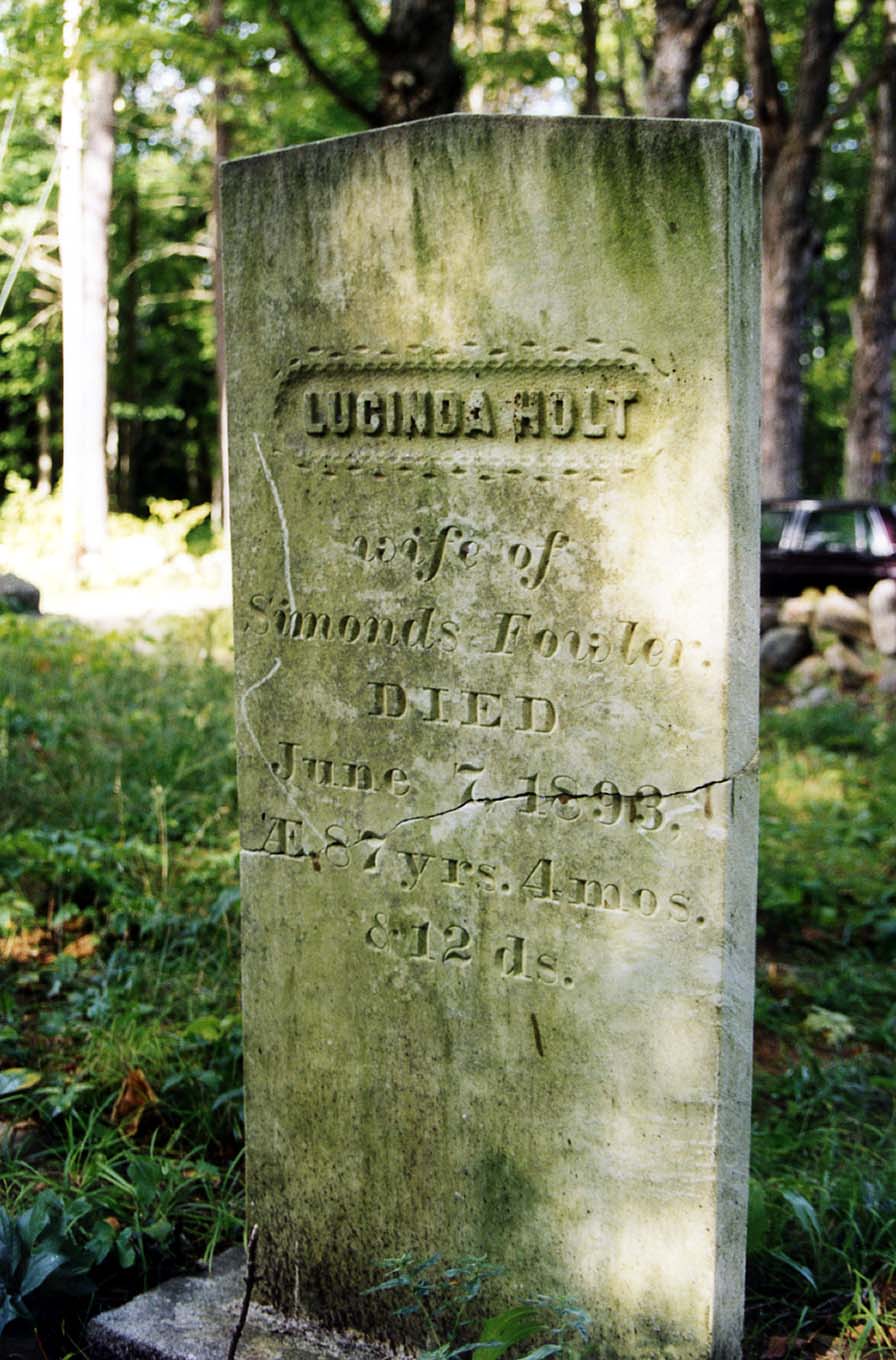 LUCINDA HOLT
wife of
Simonds Fowler.
DIED
June 7, 1893.
Æ 87 yrs. 4 mos.
& 12 ds.